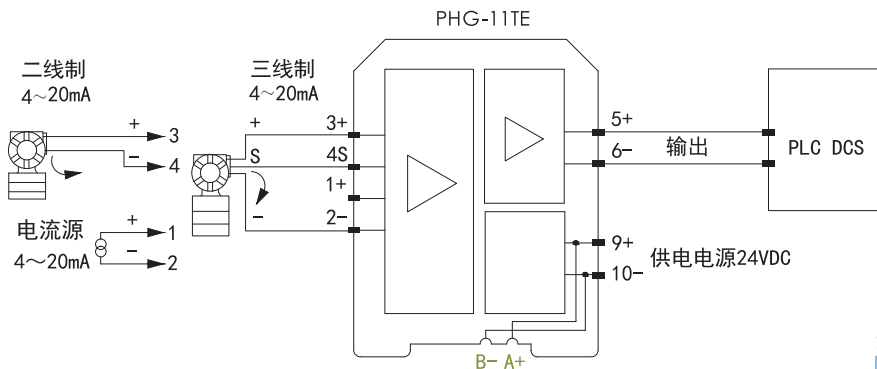 PHG-11TE
二线制
4～20mA
+
3
−
4
电流源
4～20mA
+
1
−
2
三线制
4～20mA
+
S
−
3+
4S
1+
2-
5+
6-
输出
PLC DCS
9+
10-
供电电源24VDC
B- A+